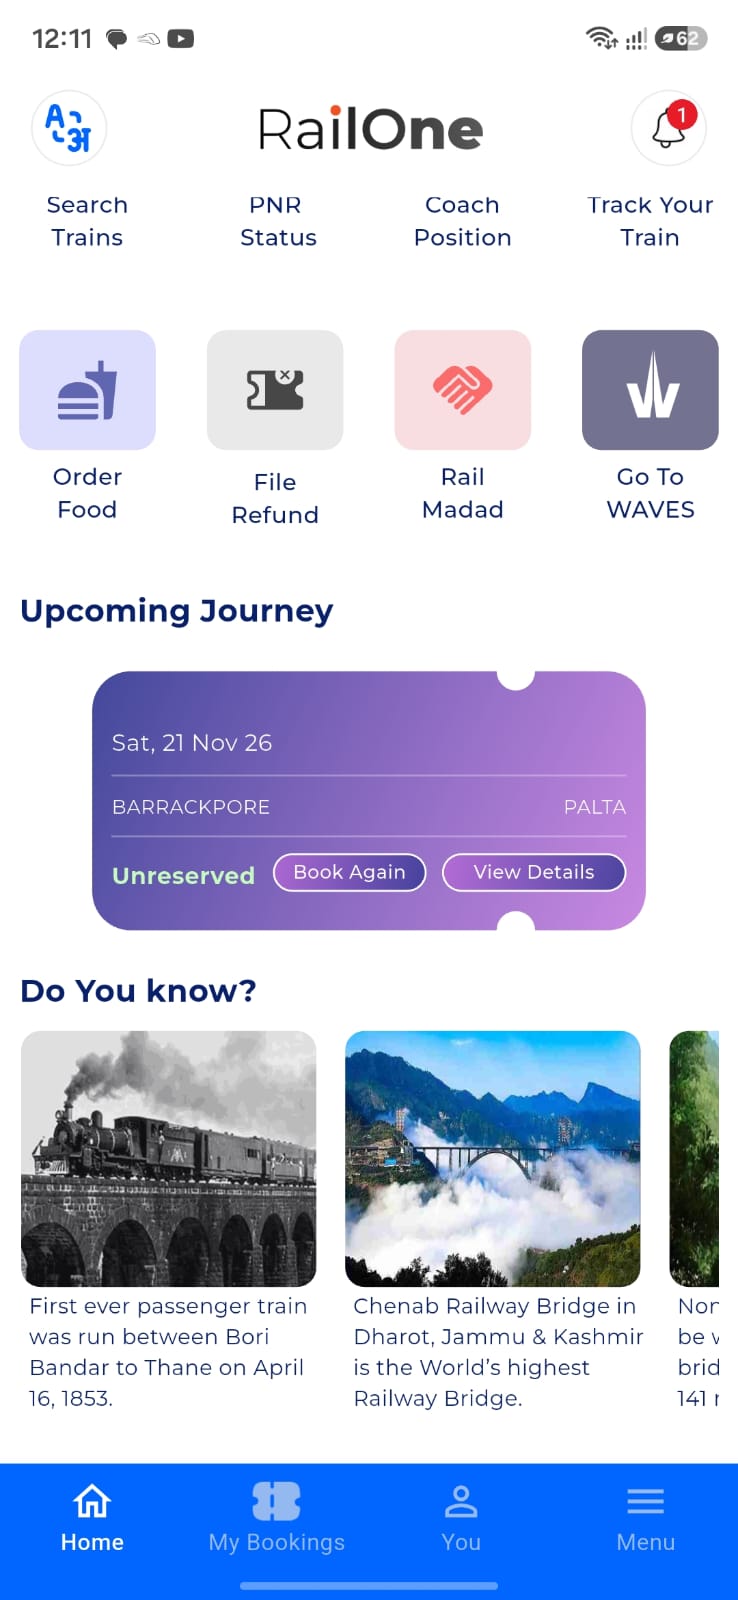 12:11
62
A
अ
RailOne
1
Search Trains
PNR Status
Coach Position
Track Your Train
Order Food
File Refund
Rail Madad
Go To WAVES
Upcoming Journey
Sat, 21 Nov 26
BARRACKPORE PALTA
Unreserved Book Again View Details
Do You know?
First ever passenger train
was run between Bori
Bandar to Thane on April
16, 1853.
Chenab Railway Bridge in
Dharot, Jammu & Kashmir
is the World's highest
Railway Bridge.
be
141
Home My Bookings You Menu